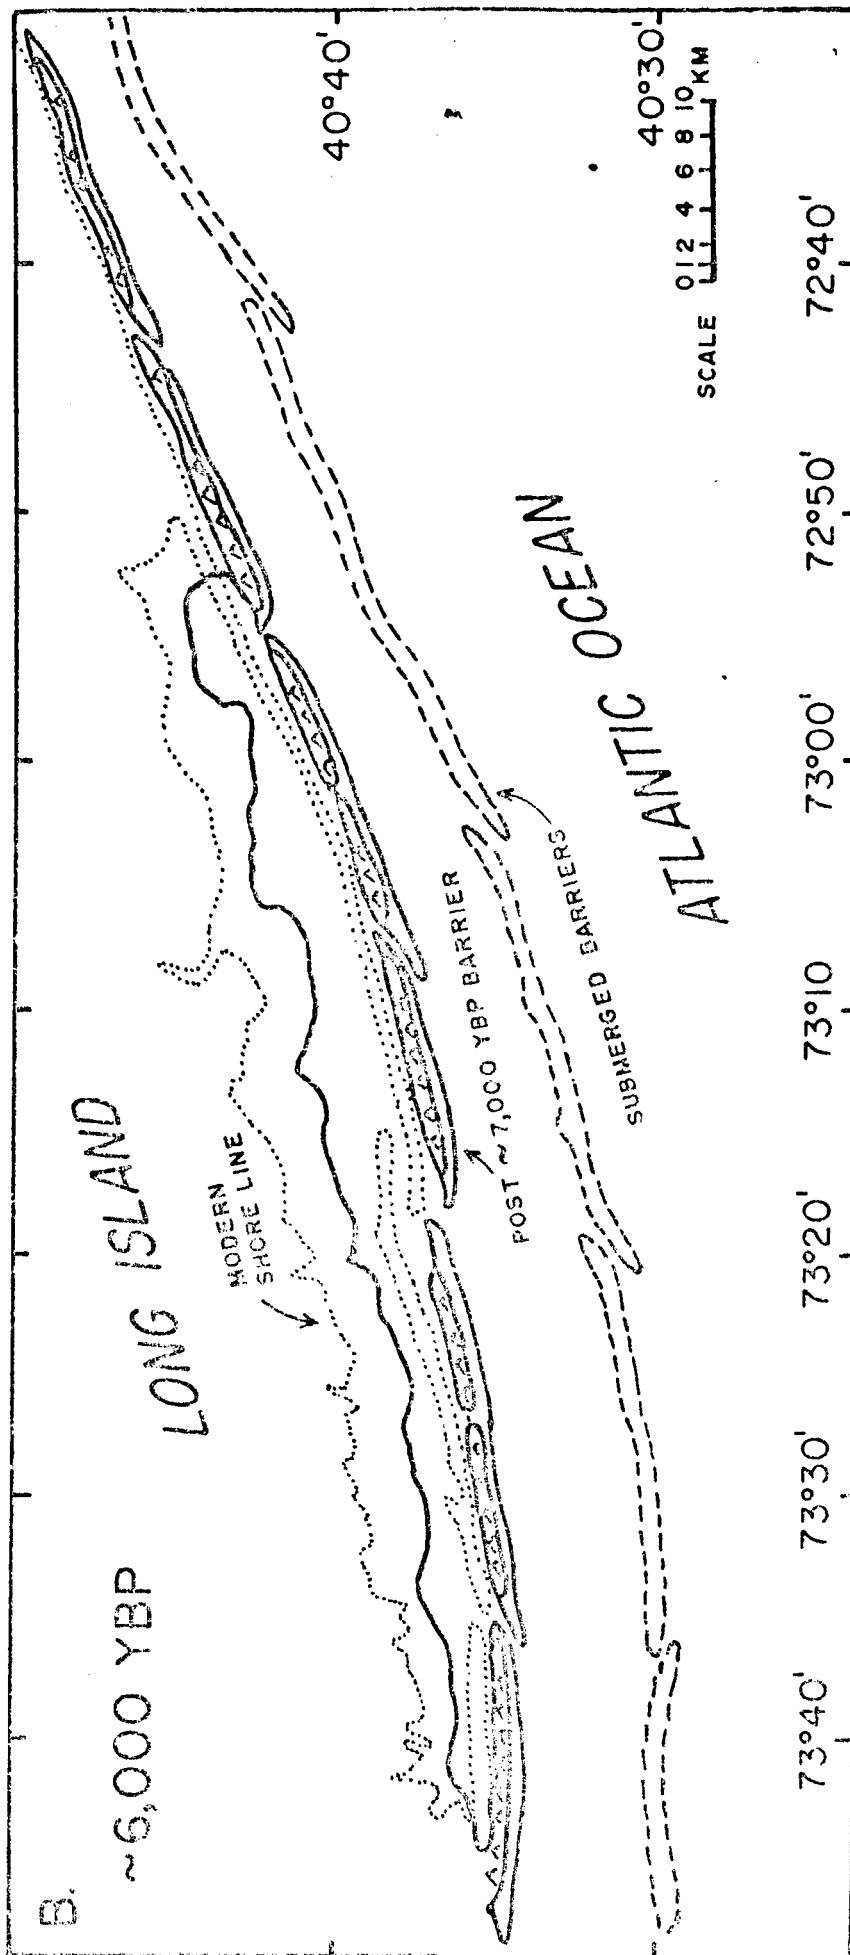 B.
~6,000 YBP
LONG ISLAND
MODERN
SHORE LINE
POST ~7,000 YBP BARRIER
SUBMERGED BARRIERS
ATLANTIC OCEAN
40°40'
40°30'
SCALE
0 1 2 4 6 8 10
KM
73°40'
73°30'
73°20'
73°10
73°00'
72°50'
72°40'